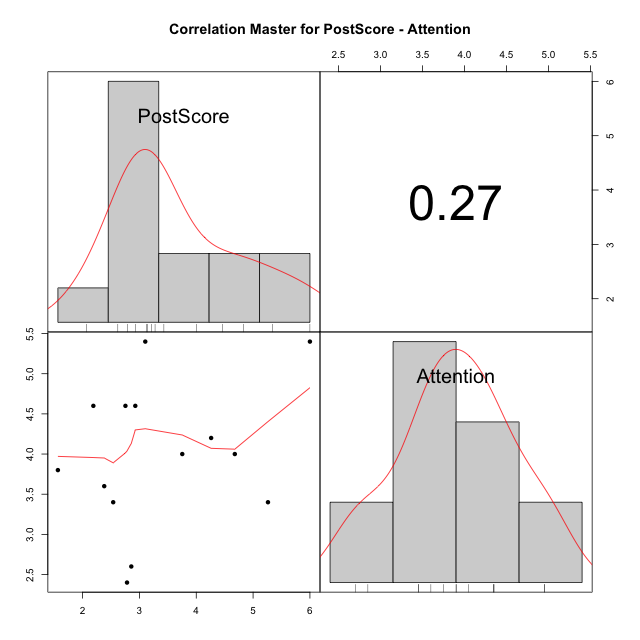 Correlation Master for PostScore - Attention
2.5 3.0 3.5 4.0 4.5 5.0 5.5
PostScore
0.27
6
5
4
3
2
Attention
5.5
5.0
4.5
4.0
3.5
3.0
2.5
2 3 4 5 6